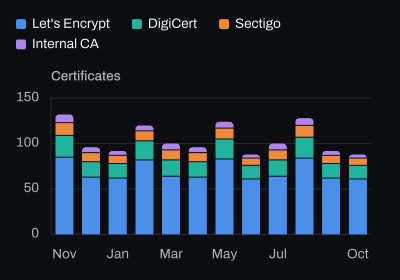 Let's Encrypt DigiCert Sectigo
Internal CA
Certificates
150
100
50
0
Nov Jan Mar May Jul Oct